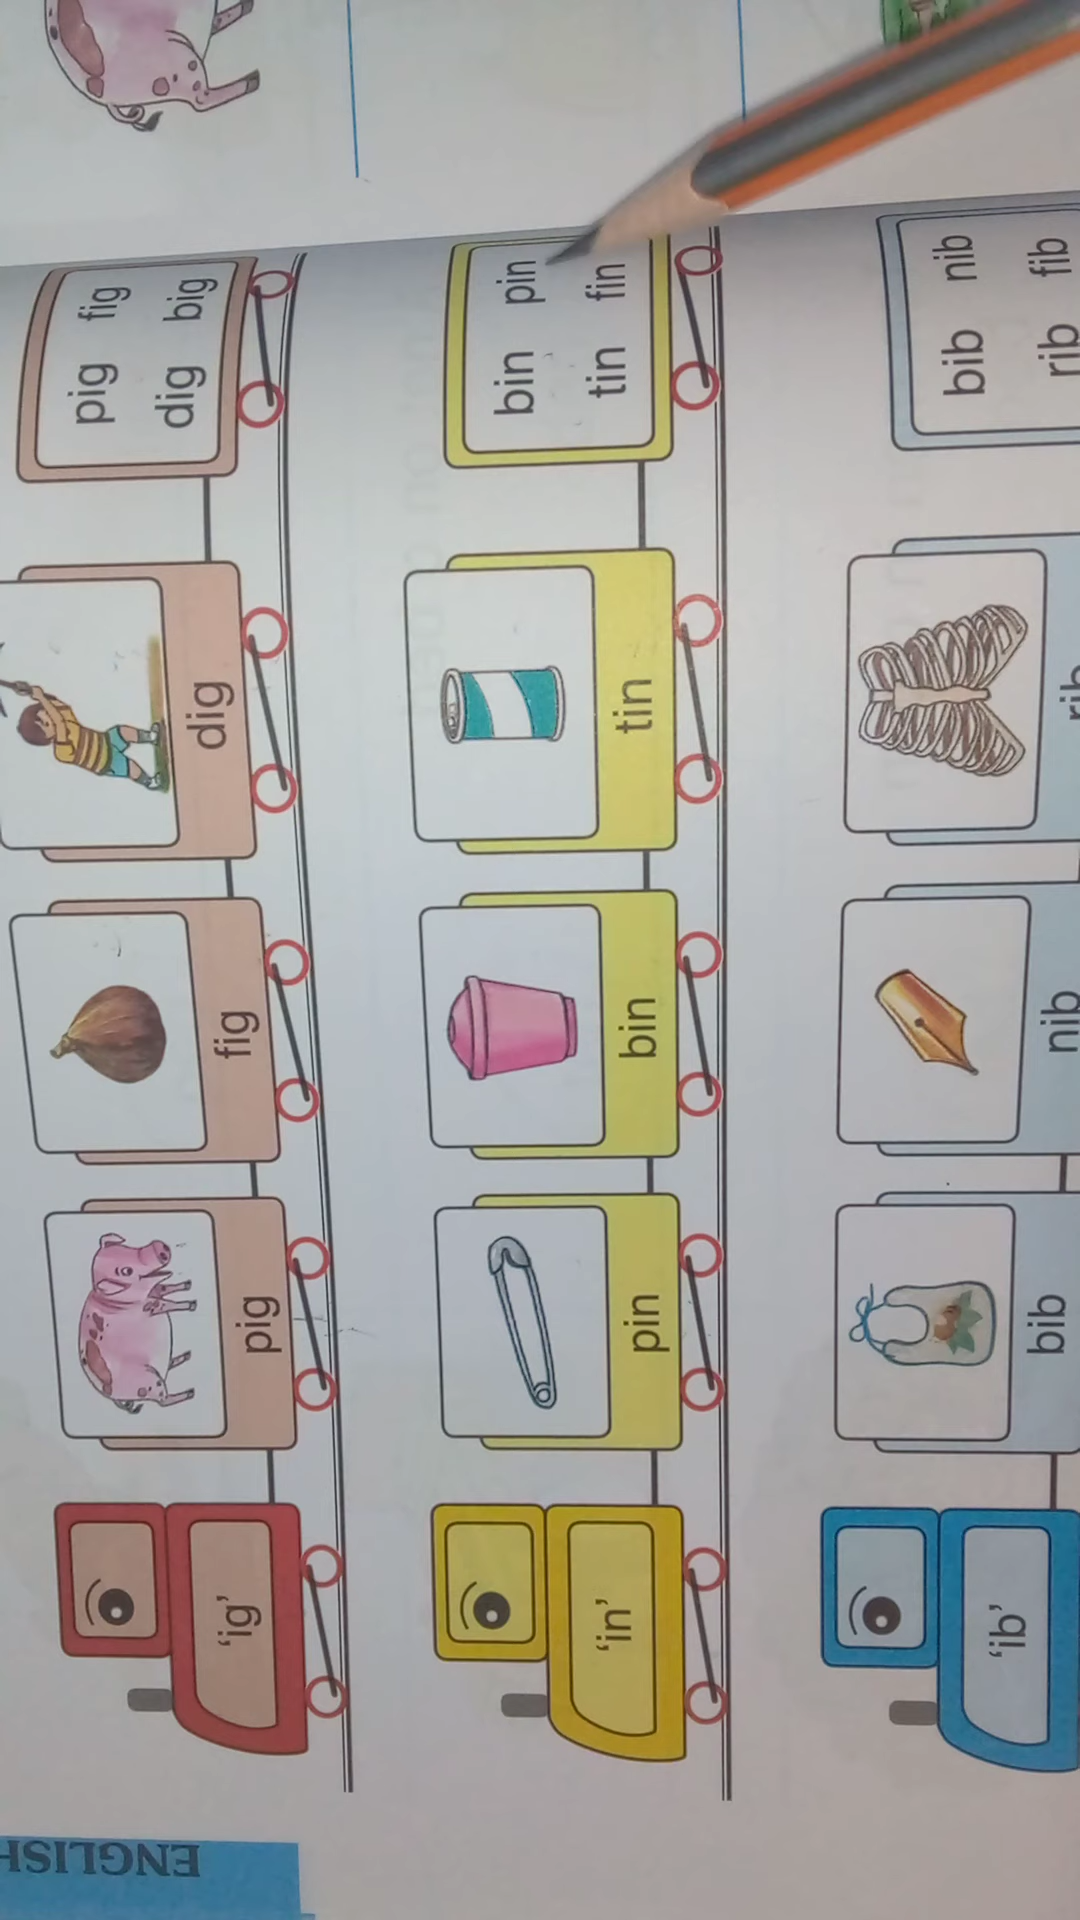 ENGLISH
'ig' pig fig dig
pig fig
dig big
'in' pin bin tin
bin pin
tin fin
'ib' bib nib rib
bib nib
rib fib